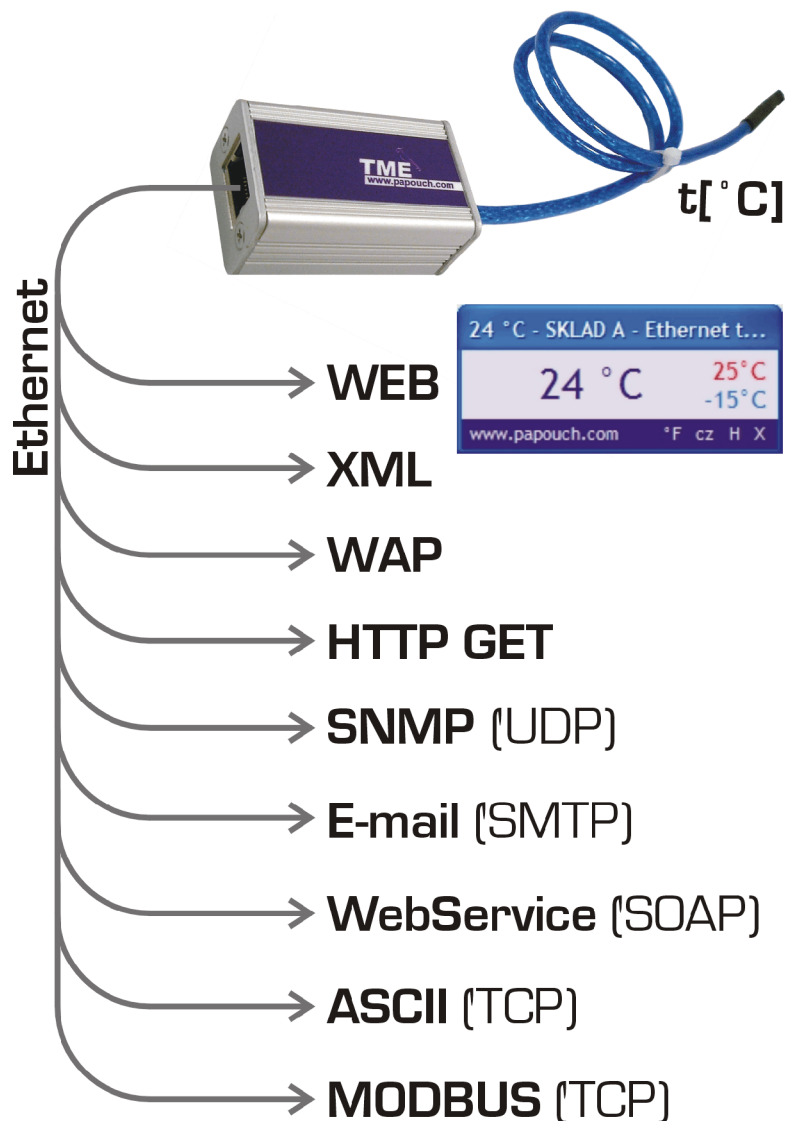 TME
www.papouch.com
t[°C]
Ethernet
24 °C - SKLAD A - Ethernet t...
24 °C
25°C
-15°C
www.papouch.com °F cz H X
WEB
XML
WAP
HTTP GET
SNMP (UDP)
E-mail (SMTP)
WebService (SOAP)
ASCII (TCP)
MODBUS (TCP)